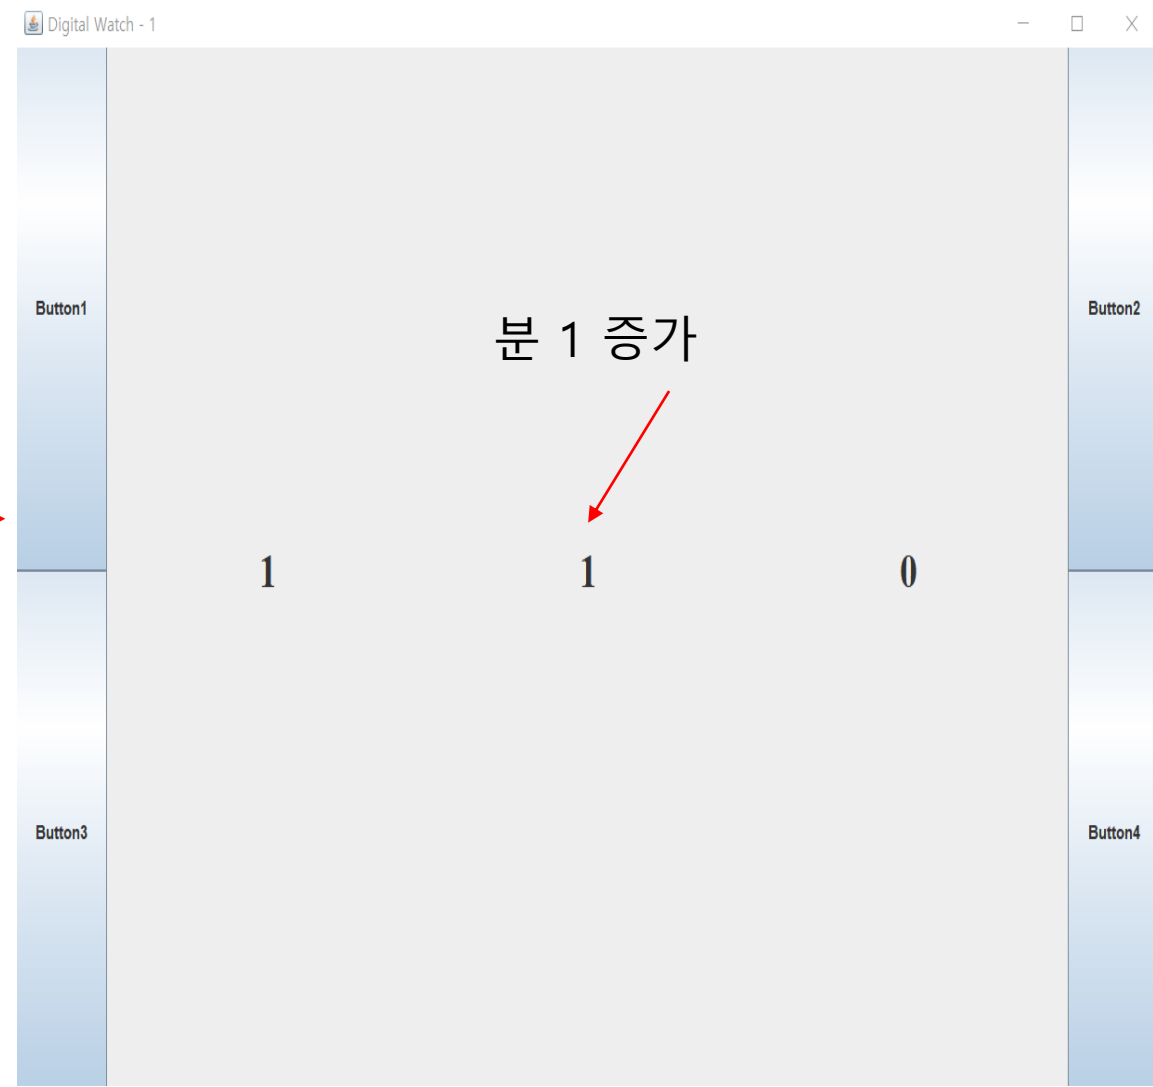 Digital Watch - 1
Button1
Button2
분 1 증가
1 1 0
Button3
Button4